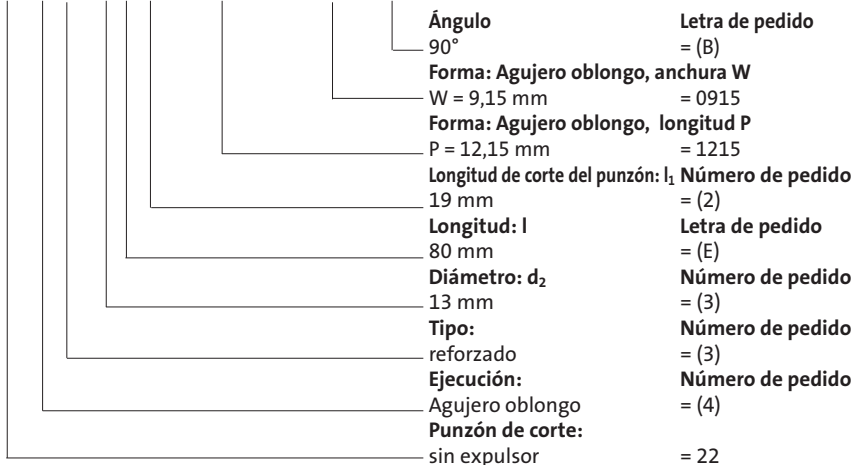 Ángulo Letra de pedido
90° = (B)
Forma: Agujero oblongo, anchura W
W = 9,15 mm = 0915
Forma: Agujero oblongo, longitud P
P = 12,15 mm = 1215
Longitud de corte del punzón: l₁ Número de pedido
19 mm = (2)
Longitud: l Letra de pedido
80 mm = (E)
Diámetro: d₂ Número de pedido
13 mm = (3)
Tipo: Número de pedido
reforzado = (3)
Ejecución: Número de pedido
Agujero oblongo = (4)
Punzón de corte:
sin expulsor = 22